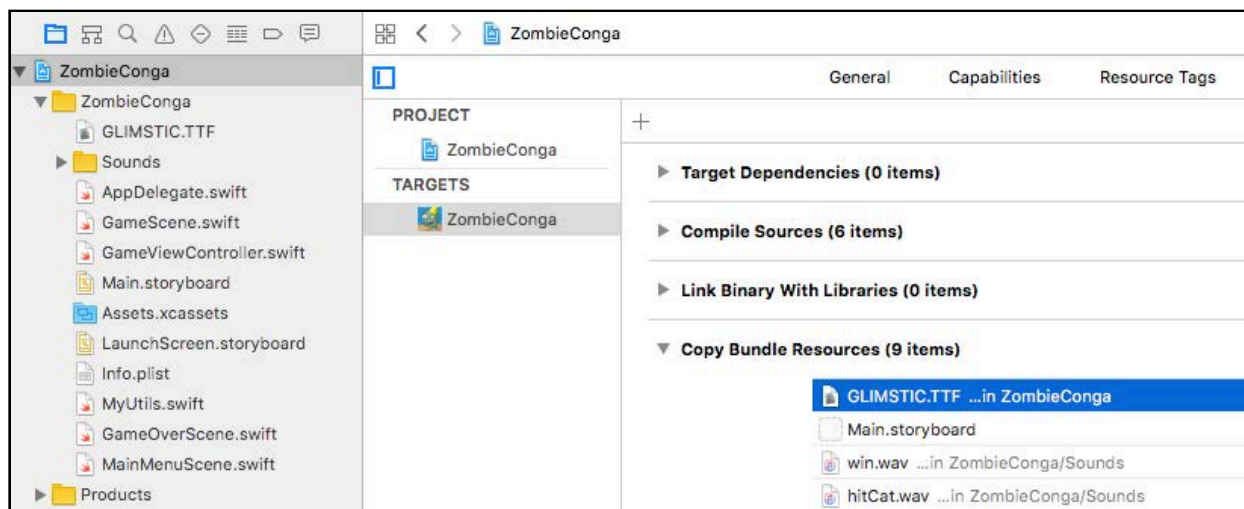 ZombieConga
General Capabilities Resource Tags
ZombieConga
ZombieConga
GLIMSTIC.TTF
Sounds
AppDelegate.swift
GameScene.swift
GameViewController.swift
Main.storyboard
Assets.xcassets
LaunchScreen.storyboard
Info.plist
MyUtils.swift
GameOverScene.swift
MainMenuScene.swift
Products
PROJECT
ZombieConga
TARGETS
ZombieConga
Target Dependencies (0 items)
Compile Sources (6 items)
Link Binary With Libraries (0 items)
Copy Bundle Resources (9 items)
GLIMSTIC.TTF ...in ZombieConga
Main.storyboard
win.wav ...in ZombieConga/Sounds
hitCat.wav ...in ZombieConga/Sounds